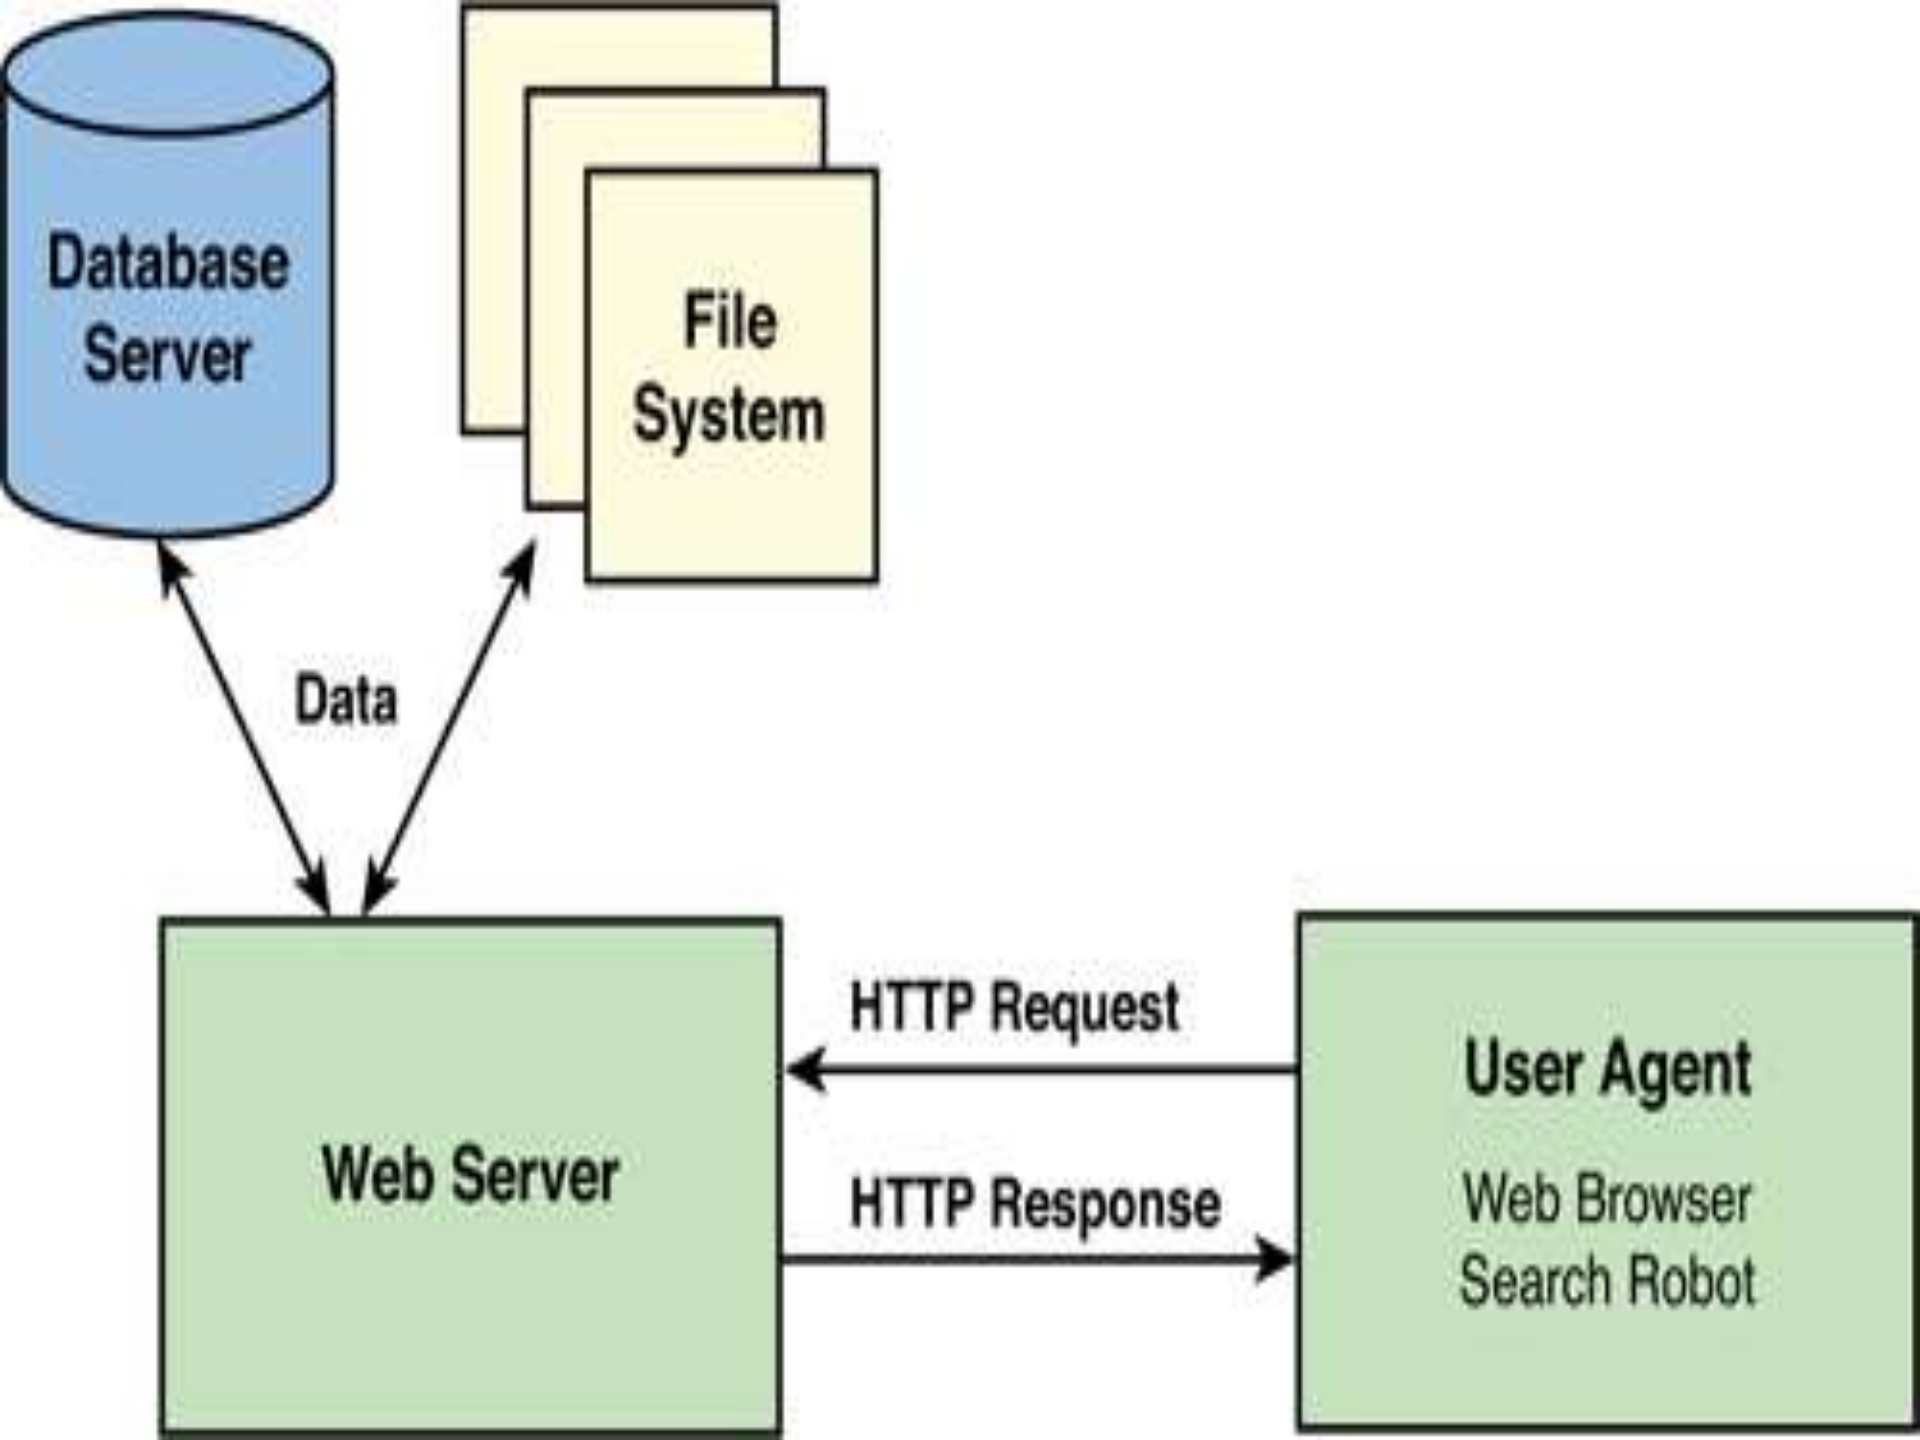 Database
Server
File
System
Data
HTTP Request
HTTP Response
Web Server
User Agent
Web Browser
Search Robot